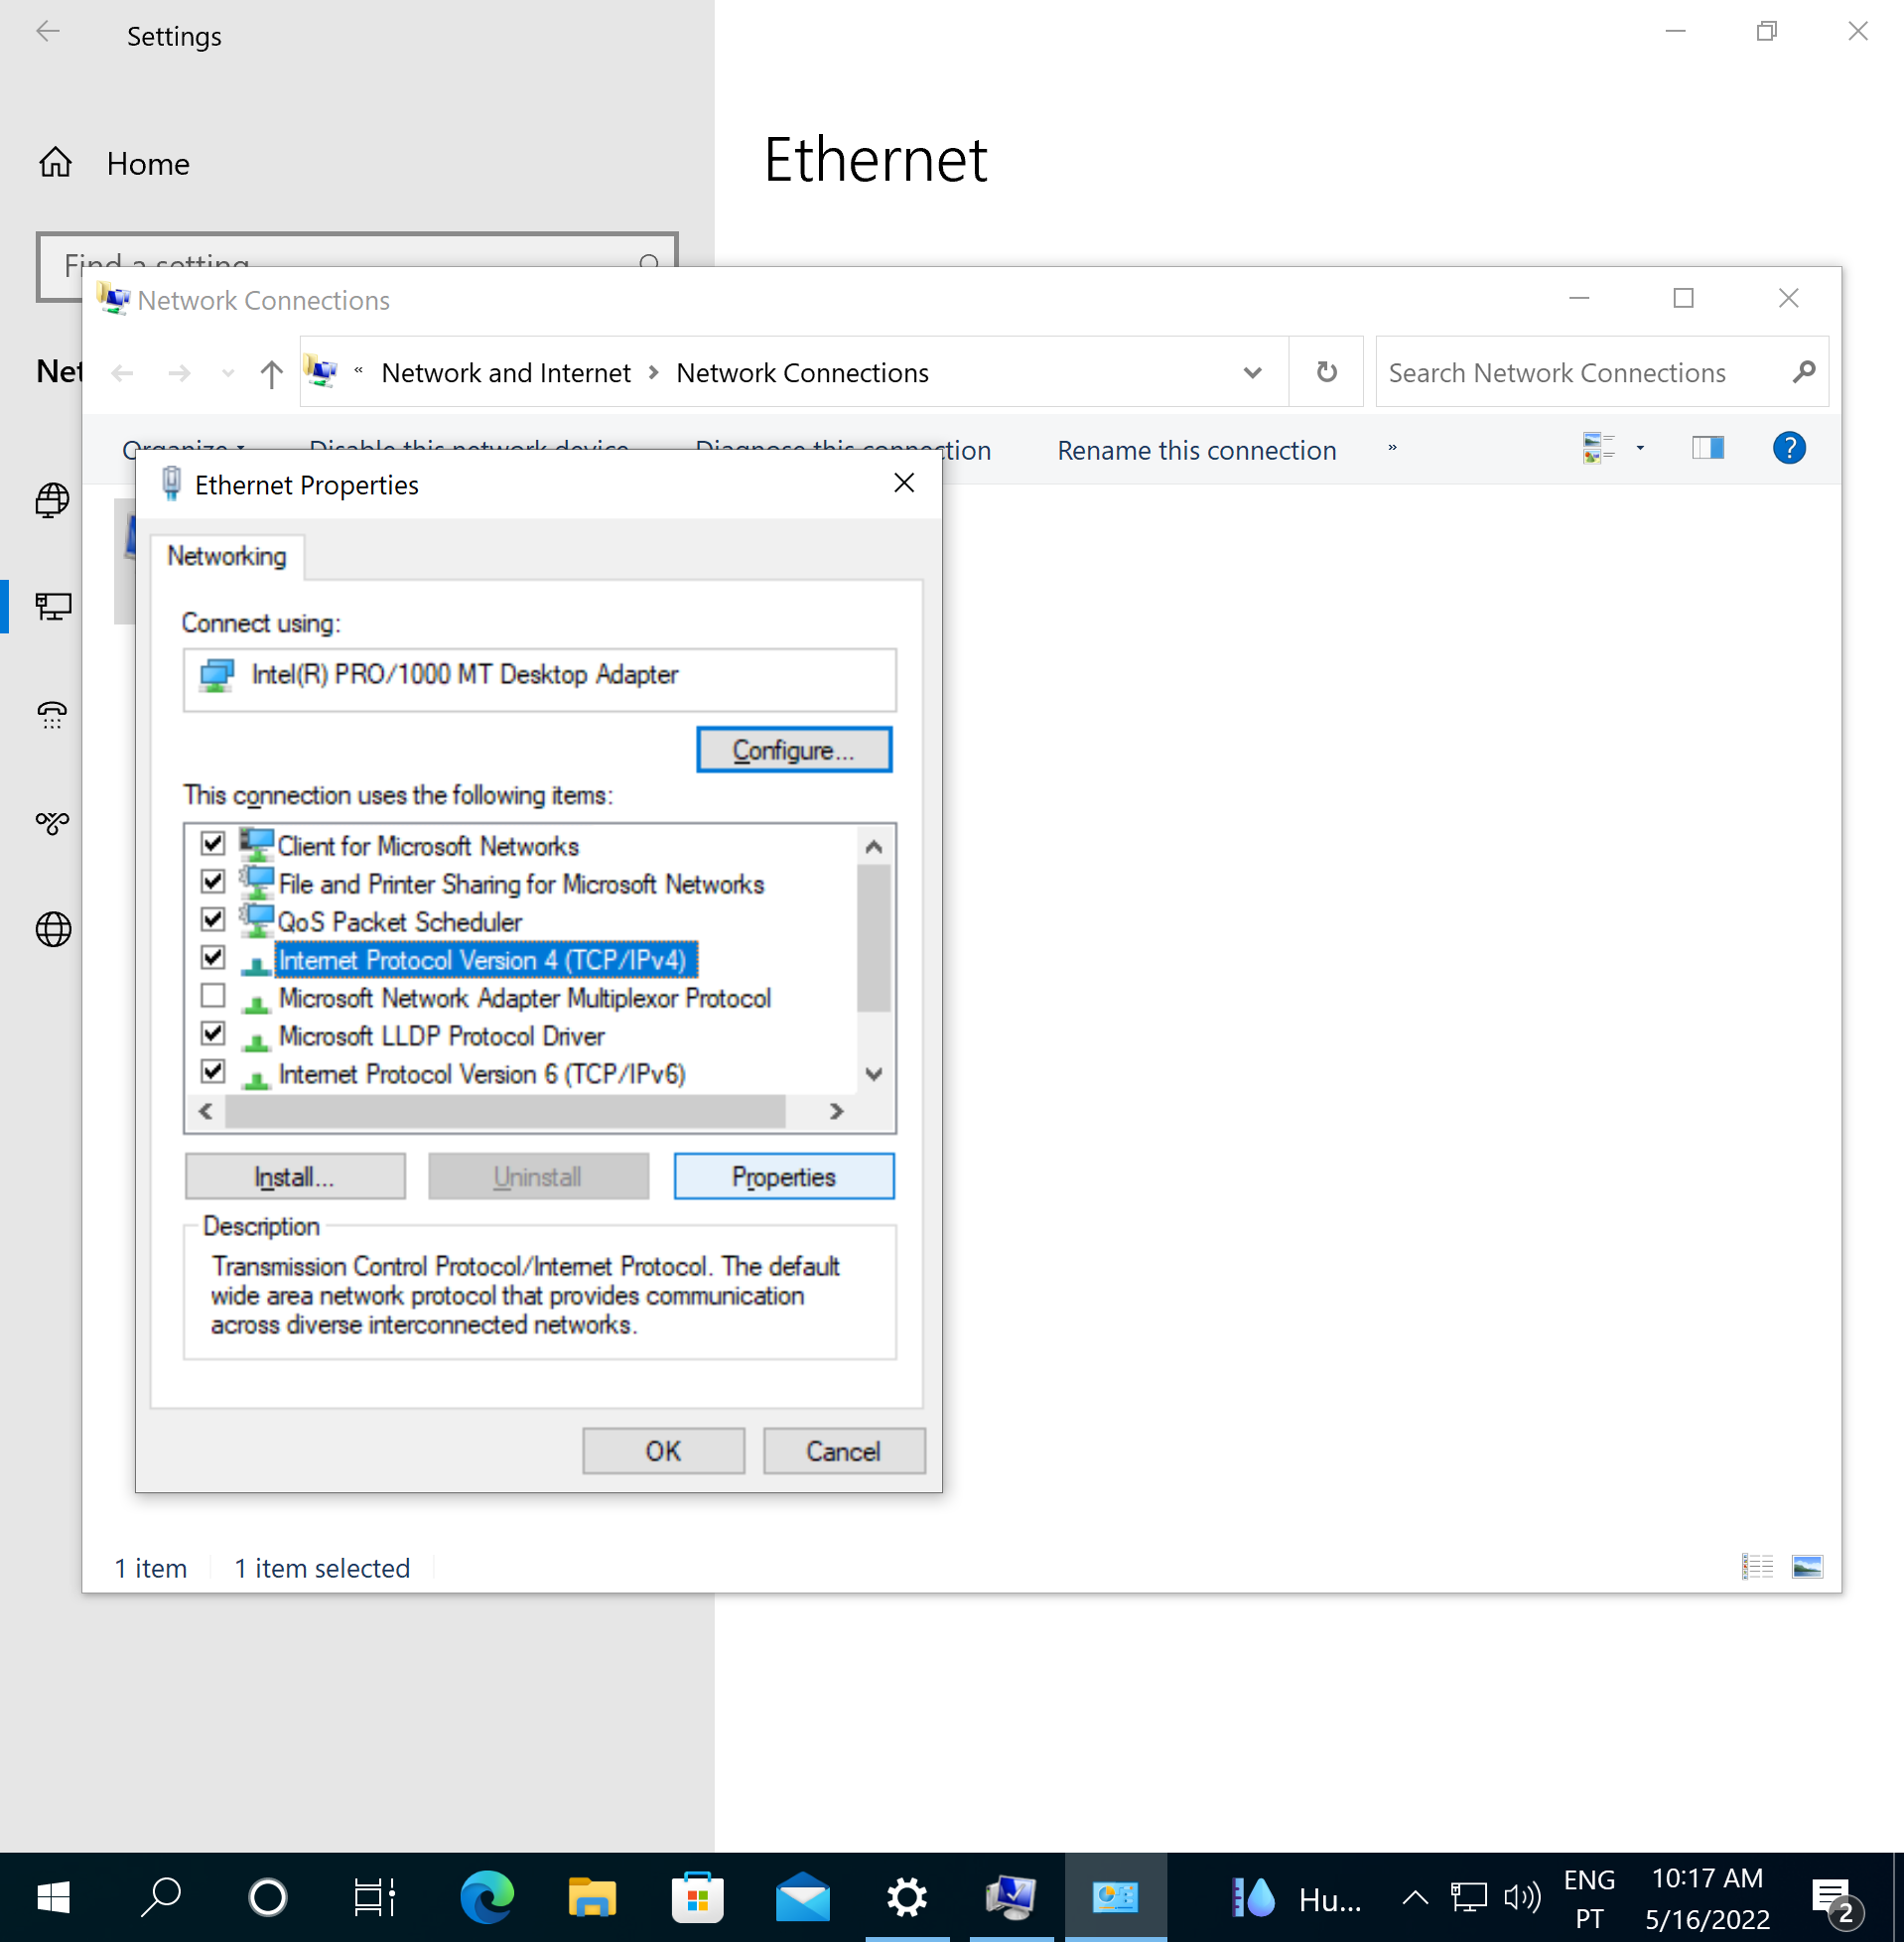 Settings
Home
Ethernet
Find a setting
Network Connections
« Network and Internet > Network Connections
Search Network Connections
Net
Organize
Disable this network device
Diagnose this connection
Rename this connection
»
Ethernet Properties
Networking
Connect using:
Intel(R) PRO/1000 MT Desktop Adapter
Configure...
This connection uses the following items:
Client for Microsoft Networks
File and Printer Sharing for Microsoft Networks
QoS Packet Scheduler
Internet Protocol Version 4 (TCP/IPv4)
Microsoft Network Adapter Multiplexor Protocol
Microsoft LLDP Protocol Driver
Internet Protocol Version 6 (TCP/IPv6)
Install...
Uninstall
Properties
Description
Transmission Control Protocol/Internet Protocol. The default
wide area network protocol that provides communication
across diverse interconnected networks.
OK
Cancel
1 item
1 item selected
Hu...
ENG
PT
10:17 AM
5/16/2022
2